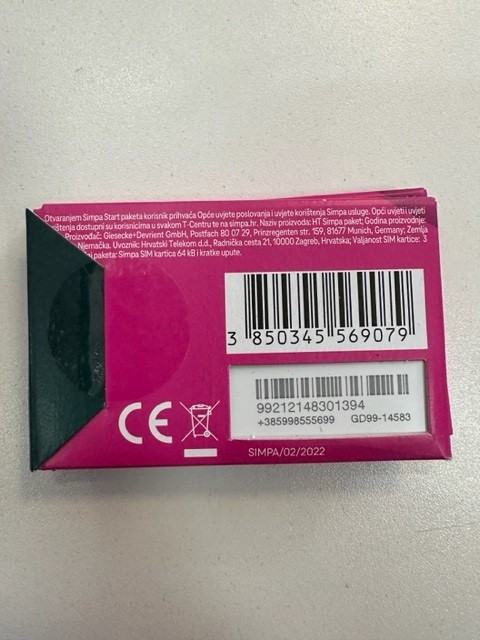 Otvaranjem Simpa Start paketa korisnik prihvaća Opće uvjete poslovanja i uvjete korištenja Simpa usluge. Opći uvjeti i uvjeti
dostupni su korisnicima u svakom T-Centru te na simpa.hr. Naziv proizvoda: HT Simpa paket; Godina proizvodnje:
Giesecke+Devrient GmbH, Postfach 80 07 29, Prinzregenten str. 159, 81677 Munich, Germany; Zemlja
Njemačka. Uvoznik: Hrvatski Telekom d.d., Radnička cesta 21, 10000 Zagreb, Hrvatska; Valjanost SIM kartice: 3
paketa: Simpa SIM kartica 64 kB i kratke upute.
3 850345 569079
99212148301394
+385998555699 GD99-14583
CE
SIMPA/02/2022